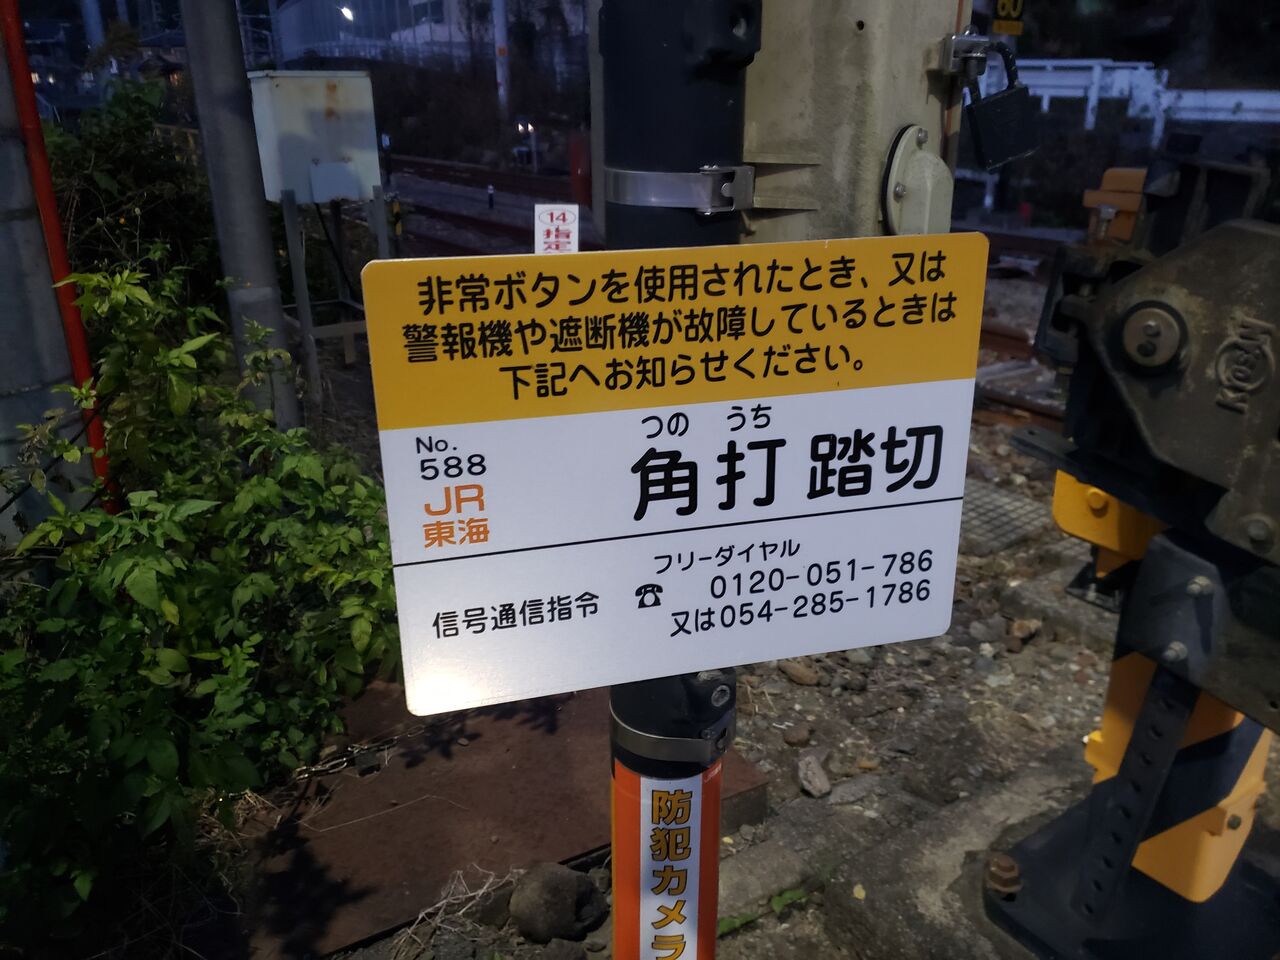 60
⑭
指定
非常ボタンを使用されたとき、又は
警報機や遮断機が故障しているときは
下記へお知らせください。
No.
588
JR
東海
つの うち
角打 踏切
信号通信指令
フリーダイヤル
☎ 0120-051-786
又は054-285-1786
防犯カメラ